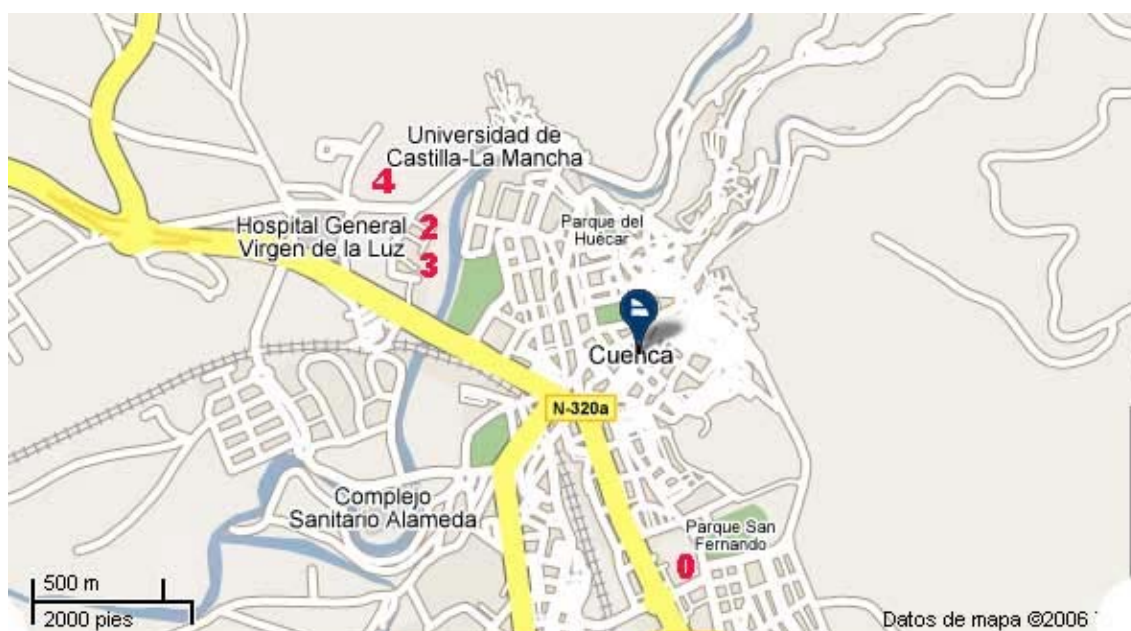 Universidad de
Castilla-La Mancha
4
Hospital General
Virgen de la Luz
2
3
Parque del
Huécar
Cuenca
N-320a
Complejo
Sanitario Alameda
Parque San
Fernando
0
500 m
2000 pies
Datos de mapa ©2006